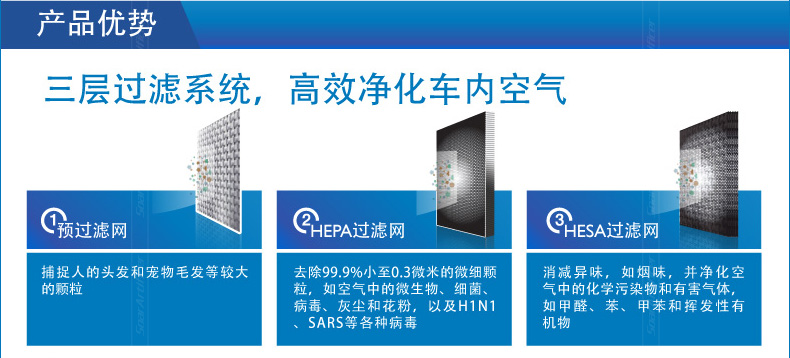 产品优势
三层过滤系统，高效净化车内空气
1预过滤网
捕捉人的头发和宠物毛发等较大
的颗粒
2HEPA过滤网
去除99.9%小至0.3微米的微细颗
粒，如空气中的微生物、细菌、
病毒、灰尘和花粉，以及H1N1
、SARS等各种病毒
3HESA过滤网
消减异味，如烟味，并净化空
气中的化学污染物和有害气体，
如甲醛、苯、甲苯和挥发性有
机物